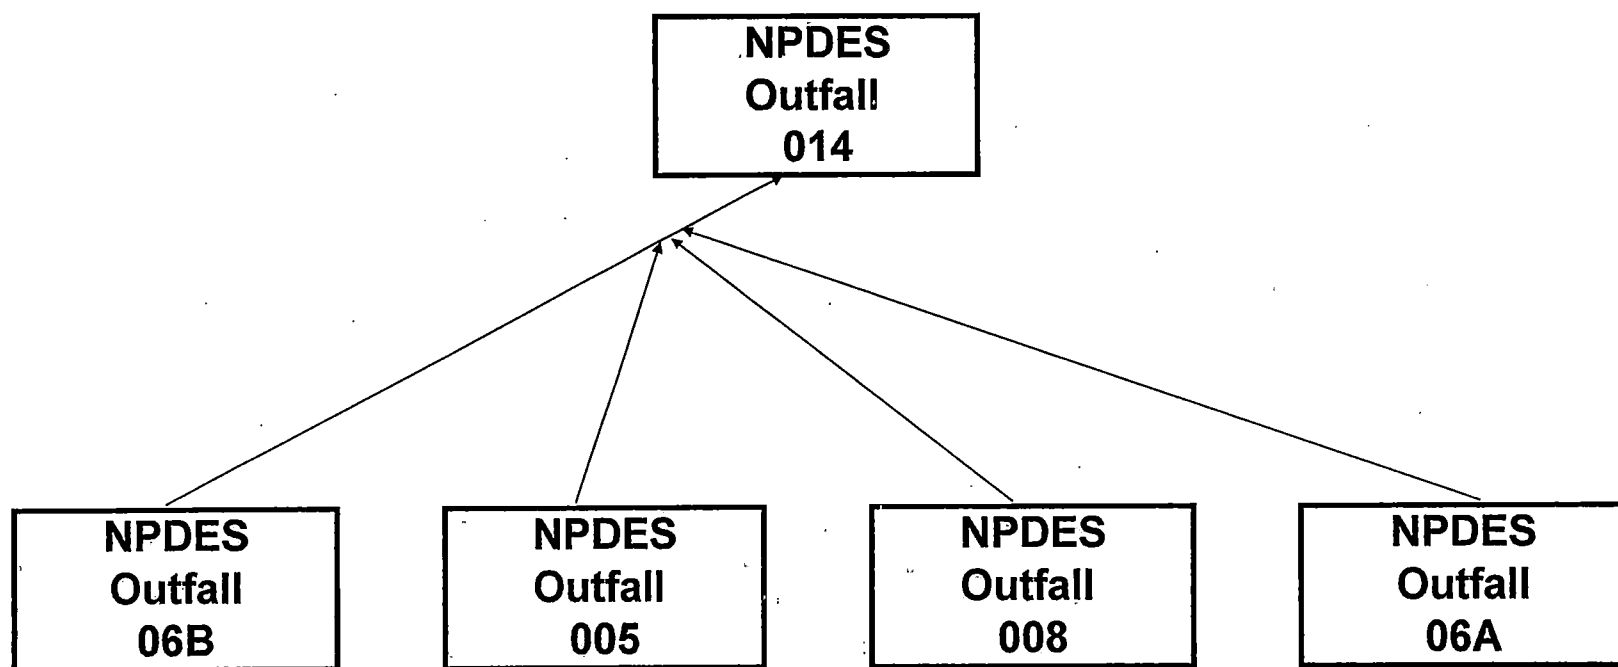 NPDES
Outfall
014
NPDES
Outfall
06B
NPDES
Outfall
005
NPDES
Outfall
008
NPDES
Outfall
06A